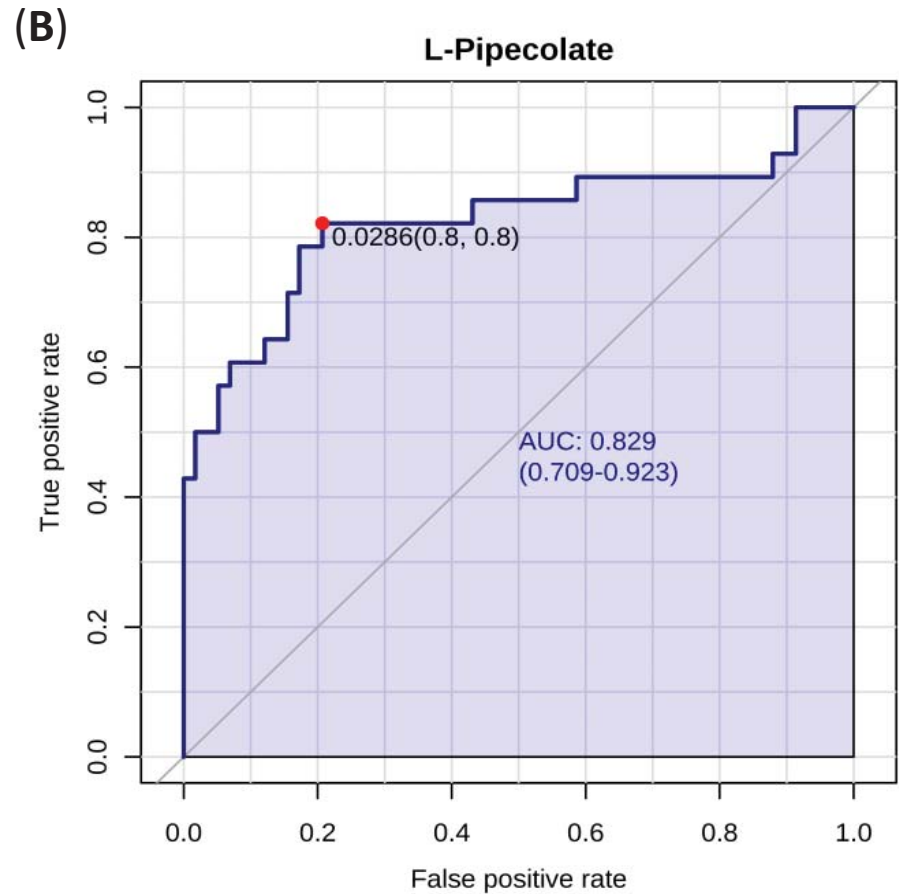 (B)
L-Pipecolate
1.0
0.8
0.6
0.4
0.2
0.0
True positive rate
0.0286(0.8, 0.8)
AUC: 0.829
(0.709-0.923)
0.0 0.2 0.4 0.6 0.8 1.0
False positive rate